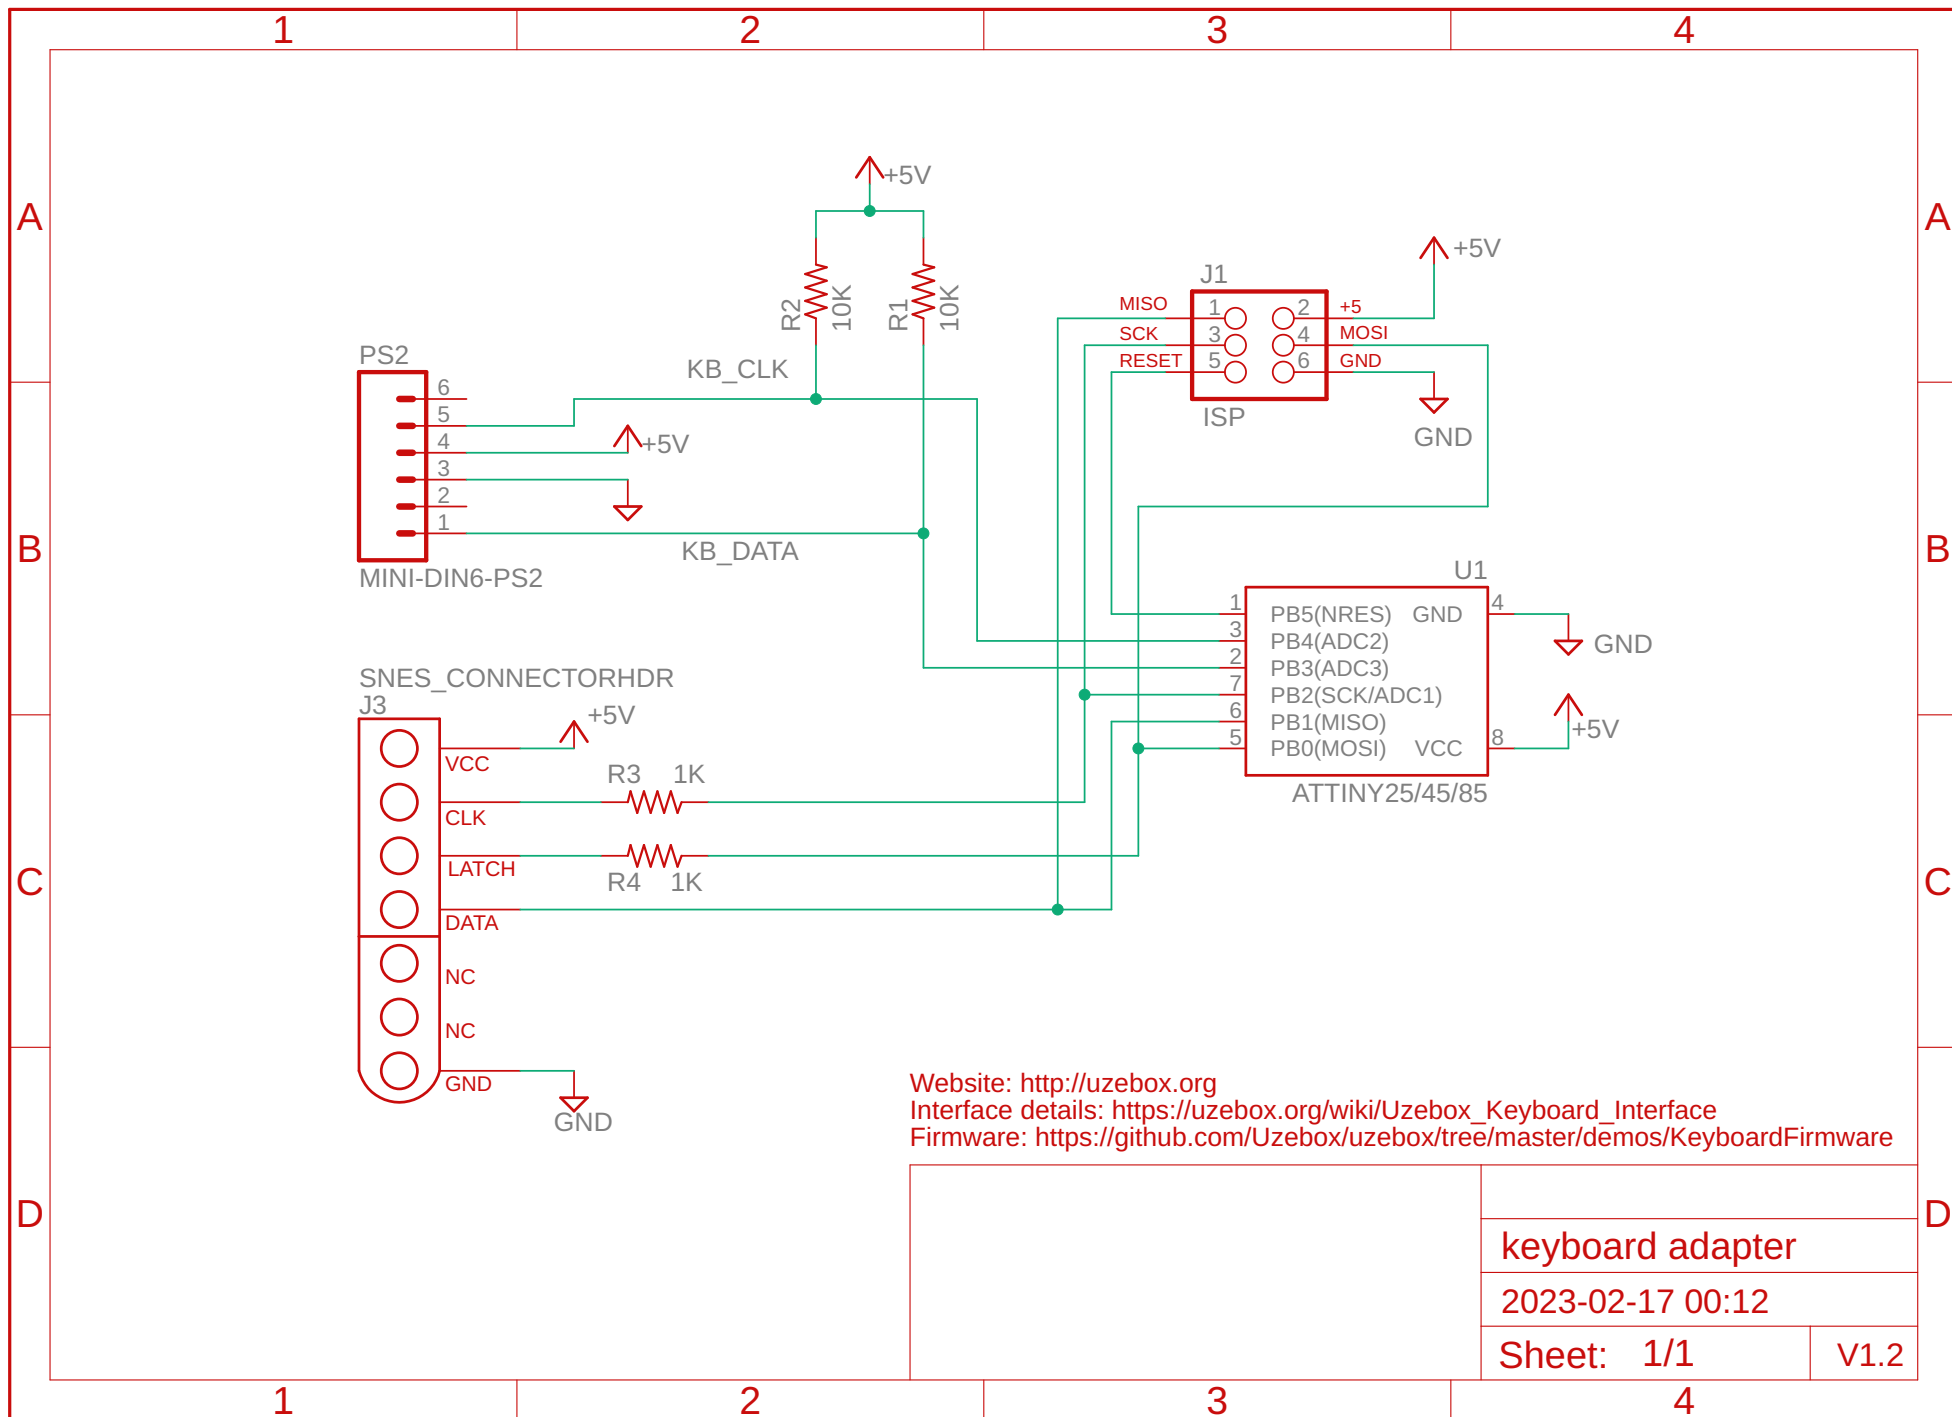 1 2 3 4
A A
+5V
R2 10K R1 10K
J1
+5V
MISO 1 2 +5
SCK 3 4 MOSI
RESET 5 6 GND
ISP
GND
PS2
KB_CLK
6
5
4 +5V
3
2
1
KB_DATA
MINI-DIN6-PS2
B B
U1
1 PB5(NRES) GND 4
3 PB4(ADC2)
GND
2 PB3(ADC3)
7 PB2(SCK/ADC1)
6 PB1(MISO)
+5V
5 PB0(MOSI) VCC 8
ATTINY25/45/85
SNES_CONNECTORHDR
J3
+5V
VCC
R3 1K
CLK
LATCH
R4 1K
DATA
C C
NC
NC
GND
GND
Website: http://uzebox.org
Interface details: https://uzebox.org/wiki/Uzebox_Keyboard_Interface
Firmware: https://github.com/Uzebox/uzebox/tree/master/demos/KeyboardFirmware
D D
keyboard adapter
2023-02-17 00:12
Sheet: 1/1 V1.2
1 2 3 4